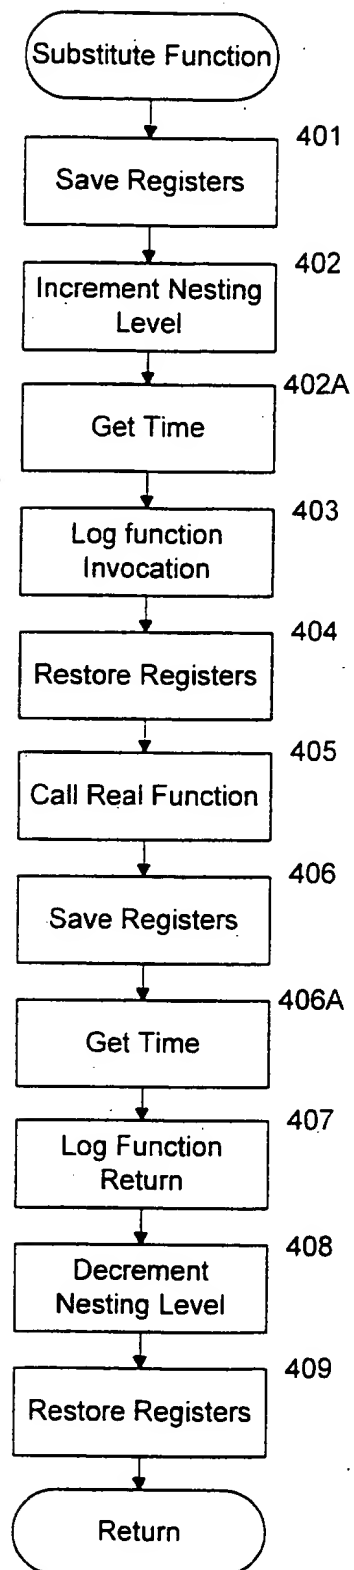 Substitute Function
401
Save Registers
402
Increment Nesting
Level
402A
Get Time
403
Log function
Invocation
404
Restore Registers
405
Call Real Function
406
Save Registers
406A
Get Time
407
Log Function
Return
408
Decrement
Nesting Level
409
Restore Registers
Return